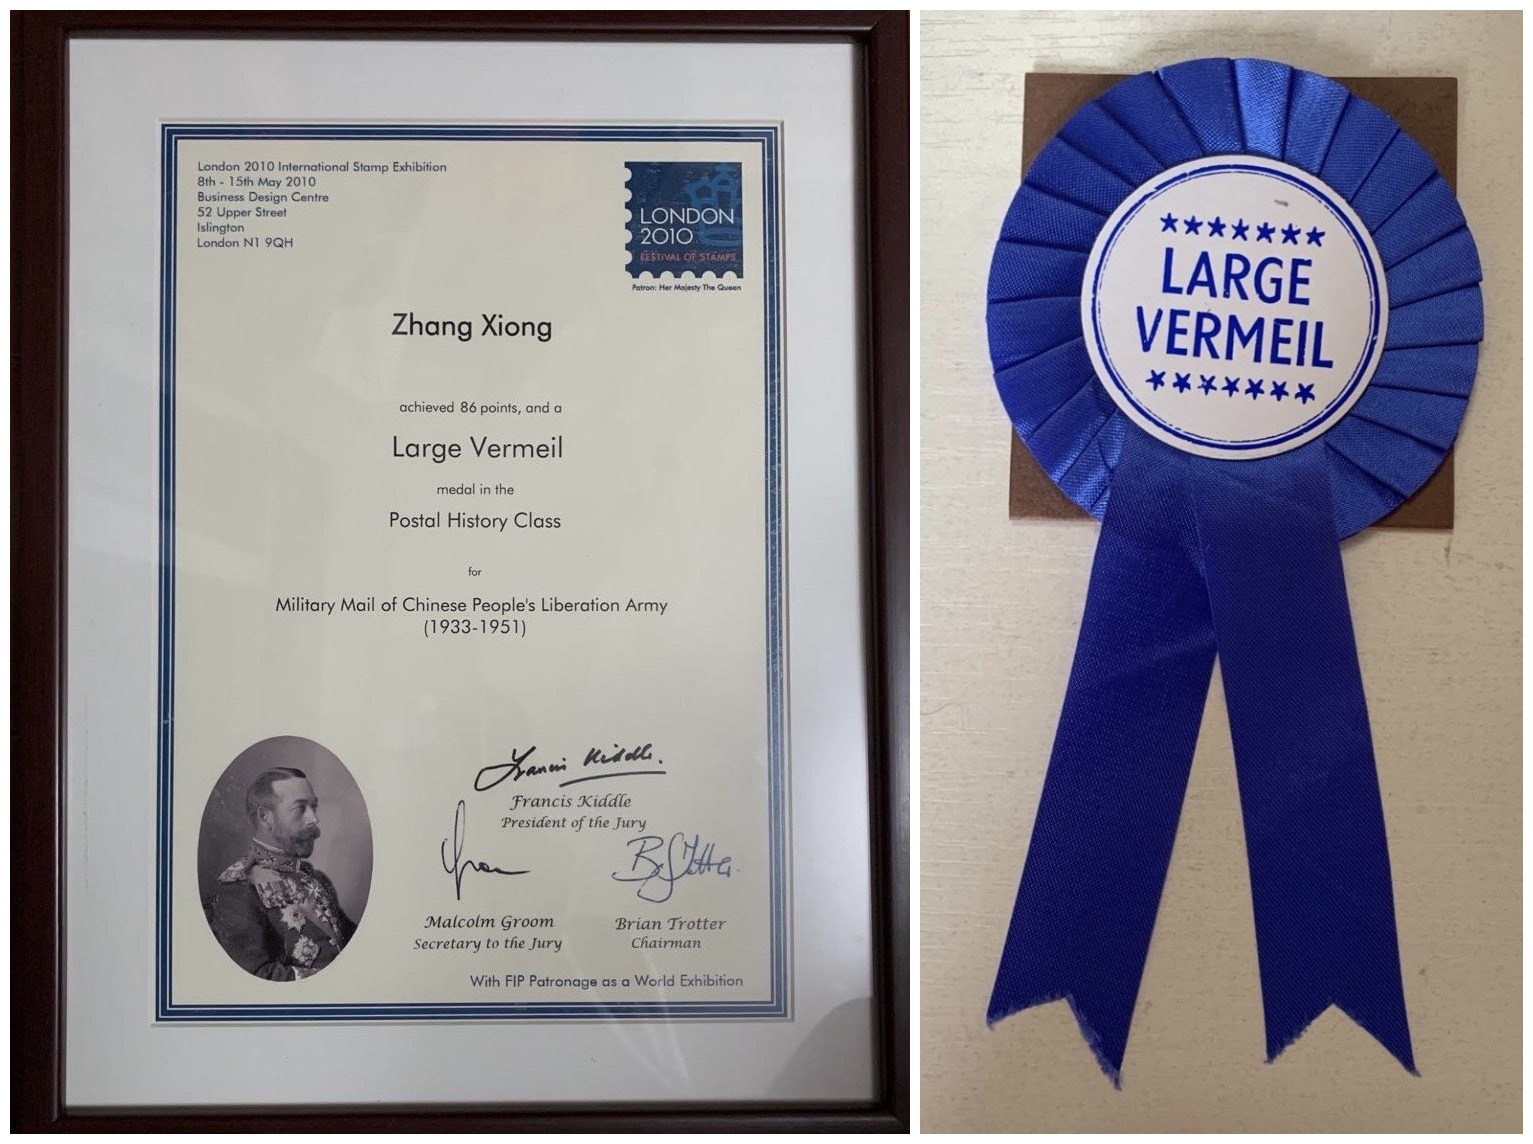 London 2010 International Stamp Exhibition
8th - 15th May 2010
Business Design Centre
52 Upper Street
Islington
London N1 9QH
LONDON
2010
FESTIVAL OF STAMPS
Patron: Her Majesty The Queen
Zhang Xiong
achieved 86 points, and a
Large Vermeil
medal in the
Postal History Class
for
Military Mail of Chinese People's Liberation Army
(1933-1951)
Francis Kiddle.
Francis Kiddle
President of the Jury
Malcolm Groom
Secretary to the Jury
Brian Trotter
Chairman
With FIP Patronage as a World Exhibition
LARGE
VERMEIL